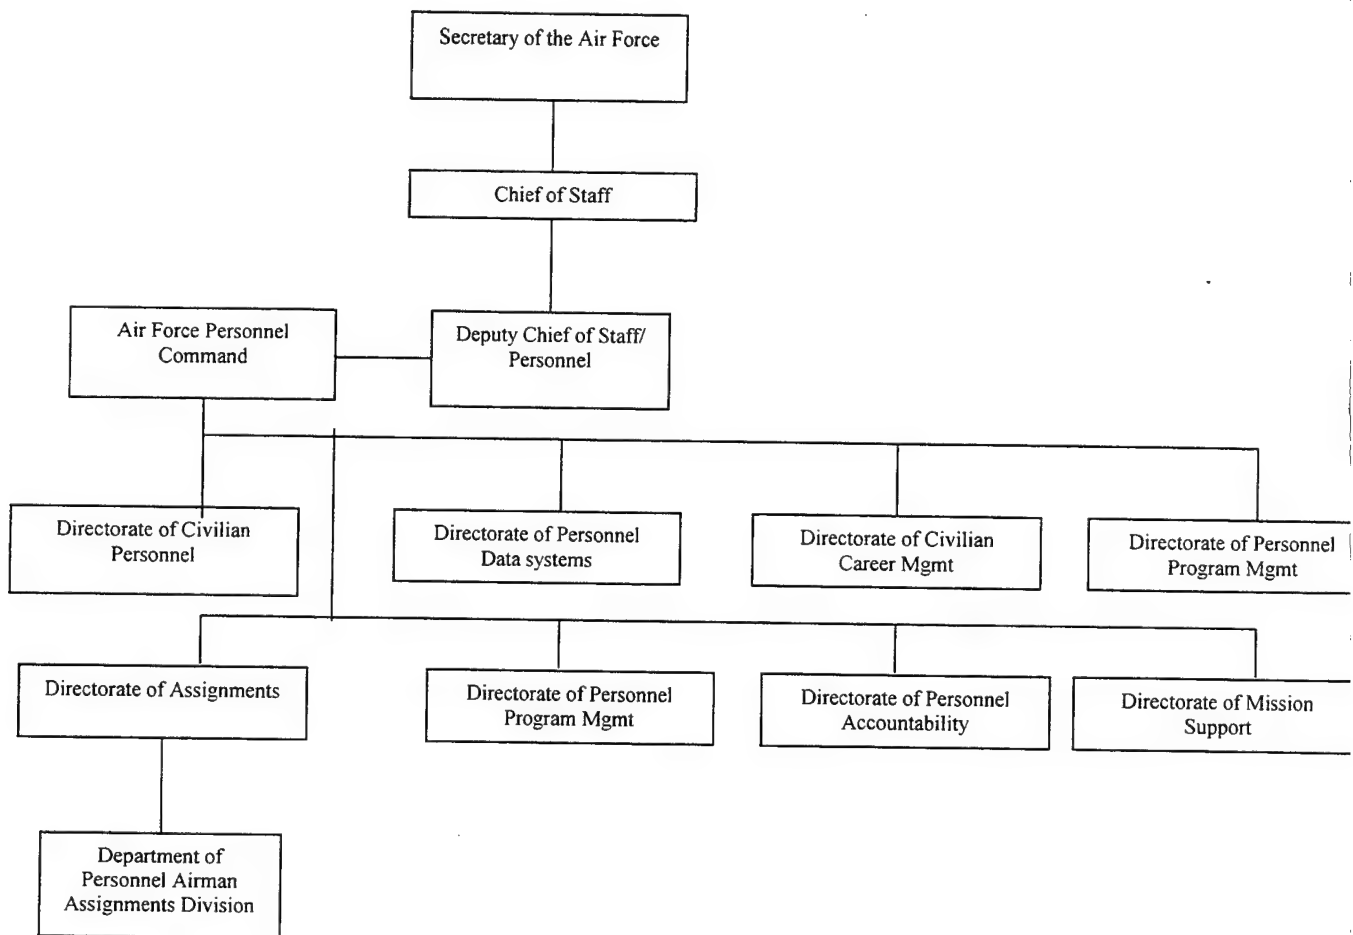 Secretary of the Air Force
Chief of Staff
Air Force Personnel
Command
Deputy Chief of Staff/
Personnel
Directorate of Civilian
Personnel
Directorate of Personnel
Data systems
Directorate of Civilian
Career Mgmt
Directorate of Personnel
Program Mgmt
Directorate of Assignments
Directorate of Personnel
Program Mgmt
Directorate of Personnel
Accountability
Directorate of Mission
Support
Department of
Personnel Airman
Assignments Division